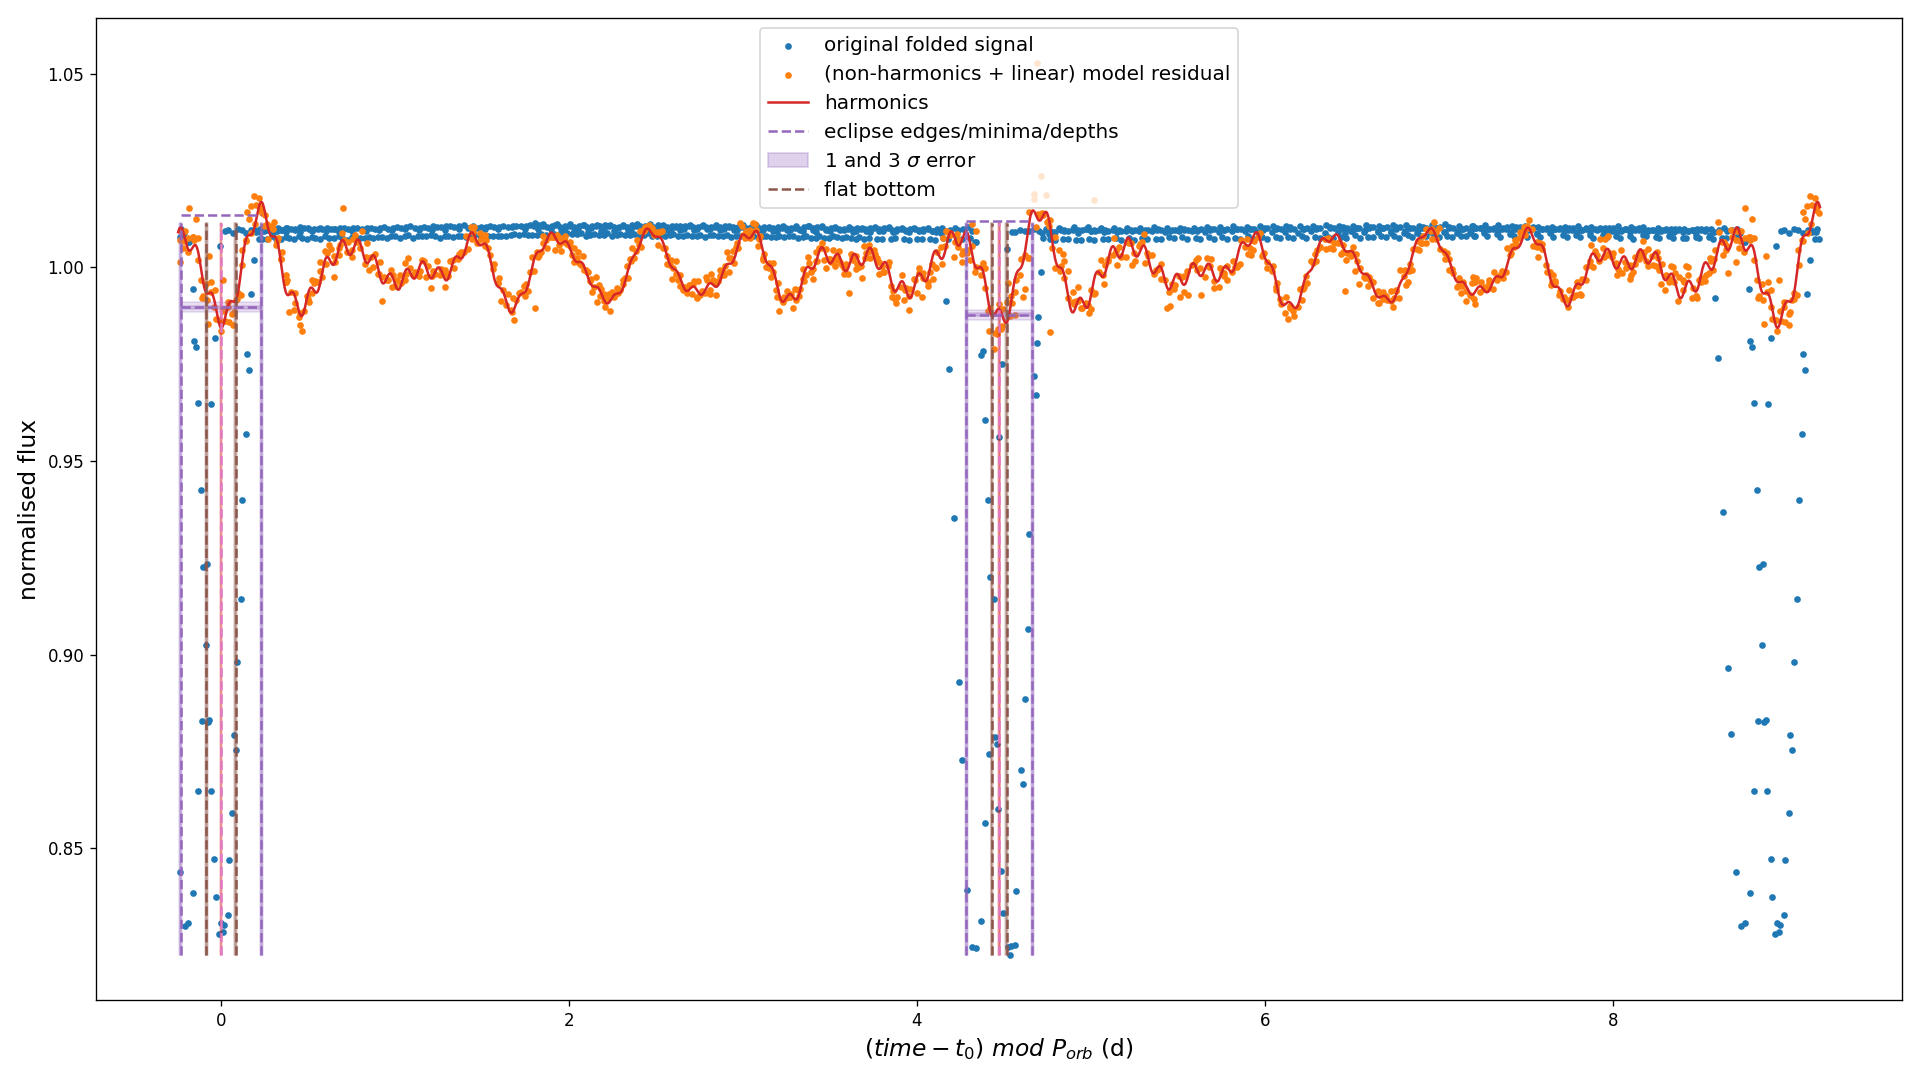 original folded signal
(non-harmonics + linear) model residual
harmonics
eclipse edges/minima/depths
1 and 3 σ error
flat bottom
1.05
1.00
0.95
0.90
0.85
normalised flux
0 2 4 6 8
(time − t₀) mod Pₒᵣᵦ (d)